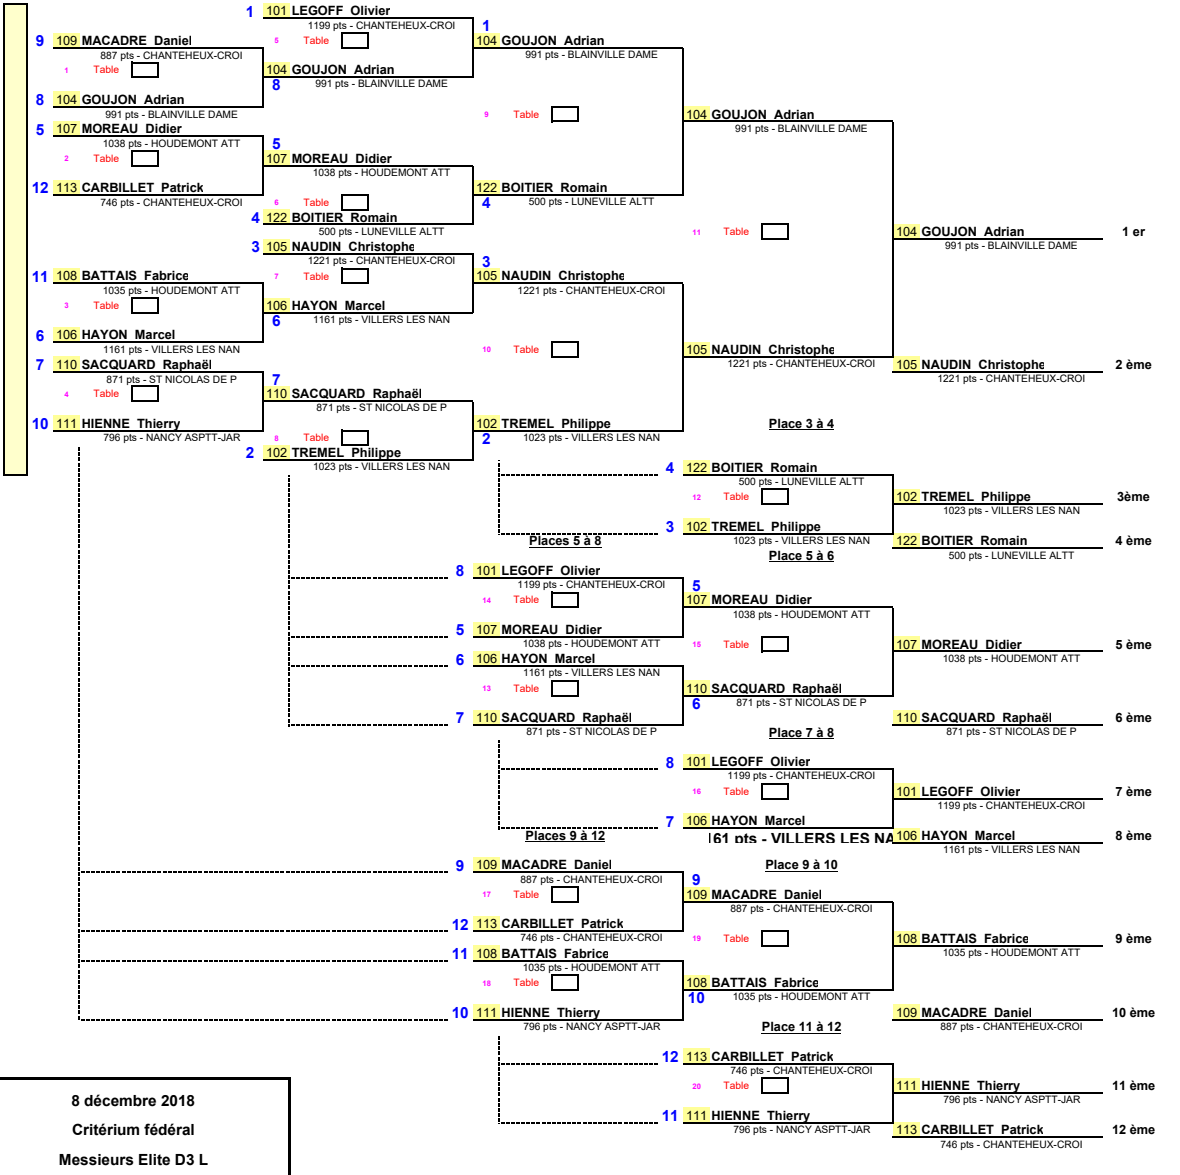 1 101 LEGOFF Olivier
1199 pts - CHANTEHEUX-CROI 1
9 109 MACADRE Daniel 5 Table 104 GOUJON Adrian
887 pts - CHANTEHEUX-CROI 991 pts - BLAINVILLE DAME
1 Table 104 GOUJON Adrian
8 991 pts - BLAINVILLE DAME
8 104 GOUJON Adrian
991 pts - BLAINVILLE DAME 9 Table 104 GOUJON Adrian
5 107 MOREAU Didier 991 pts - BLAINVILLE DAME
1038 pts - HOUDEMONT ATT 5
2 Table 107 MOREAU Didier
1038 pts - HOUDEMONT ATT
12 113 CARBILLET Patrick 122 BOITIER Romain
746 pts - CHANTEHEUX-CROI 6 Table 4 500 pts - LUNEVILLE ALTT
4 122 BOITIER Romain
500 pts - LUNEVILLE ALTT 11 Table 104 GOUJON Adrian 1 er
3 105 NAUDIN Christophe 991 pts - BLAINVILLE DAME
1221 pts - CHANTEHEUX-CROI 3
11 108 BATTAIS Fabrice 7 Table 105 NAUDIN Christophe
1035 pts - HOUDEMONT ATT 1221 pts - CHANTEHEUX-CROI
3 Table 106 HAYON Marcel
6 1161 pts - VILLERS LES NAN
6 106 HAYON Marcel
1161 pts - VILLERS LES NAN 10 Table 105 NAUDIN Christophe
7 110 SACQUARD Raphaël 1221 pts - CHANTEHEUX-CROI 105 NAUDIN Christophe 2 ème
871 pts - ST NICOLAS DE P 7 1221 pts - CHANTEHEUX-CROI
4 Table 110 SACQUARD Raphaël
871 pts - ST NICOLAS DE P
10 111 HIENNE Thierry 102 TREMEL Philippe Place 3 à 4
796 pts - NANCY ASPTT-JAR 8 Table 2 1023 pts - VILLERS LES NAN
2 102 TREMEL Philippe
1023 pts - VILLERS LES NAN 4 122 BOITIER Romain
500 pts - LUNEVILLE ALTT
12 Table 102 TREMEL Philippe 3ème
1023 pts - VILLERS LES NAN
3 102 TREMEL Philippe
Places 5 à 8 1023 pts - VILLERS LES NAN 122 BOITIER Romain 4 ème
Place 5 à 6 500 pts - LUNEVILLE ALTT
8 101 LEGOFF Olivier
1199 pts - CHANTEHEUX-CROI 5
14 Table 107 MOREAU Didier
1038 pts - HOUDEMONT ATT
5 107 MOREAU Didier
1038 pts - HOUDEMONT ATT 15 Table 107 MOREAU Didier 5 ème
6 106 HAYON Marcel 1038 pts - HOUDEMONT ATT
1161 pts - VILLERS LES NAN
13 Table 110 SACQUARD Raphaël
6 871 pts - ST NICOLAS DE P
7 110 SACQUARD Raphaël 110 SACQUARD Raphaël 6 ème
871 pts - ST NICOLAS DE P Place 7 à 8 871 pts - ST NICOLAS DE P
8 101 LEGOFF Olivier
1199 pts - CHANTEHEUX-CROI
16 Table 101 LEGOFF Olivier 7 ème
1199 pts - CHANTEHEUX-CROI
7 106 HAYON Marcel
Places 9 à 12 61 pts - VILLERS LES NA 106 HAYON Marcel 8 ème
1161 pts - VILLERS LES NAN
9 109 MACADRE Daniel Place 9 à 10
887 pts - CHANTEHEUX-CROI 9
17 Table 109 MACADRE Daniel
887 pts - CHANTEHEUX-CROI
12 113 CARBILLET Patrick
746 pts - CHANTEHEUX-CROI 19 Table 108 BATTAIS Fabrice 9 ème
11 108 BATTAIS Fabrice 1035 pts - HOUDEMONT ATT
1035 pts - HOUDEMONT ATT
18 Table 108 BATTAIS Fabrice
10 1035 pts - HOUDEMONT ATT
10 111 HIENNE Thierry 109 MACADRE Daniel 10 ème
796 pts - NANCY ASPTT-JAR Place 11 à 12 887 pts - CHANTEHEUX-CROI
12 113 CARBILLET Patrick
746 pts - CHANTEHEUX-CROI
20 Table 111 HIENNE Thierry 11 ème
796 pts - NANCY ASPTT-JAR
11 111 HIENNE Thierry
796 pts - NANCY ASPTT-JAR 113 CARBILLET Patrick 12 ème
746 pts - CHANTEHEUX-CROI
8 décembre 2018
Critérium fédéral
Messieurs Elite D3 L